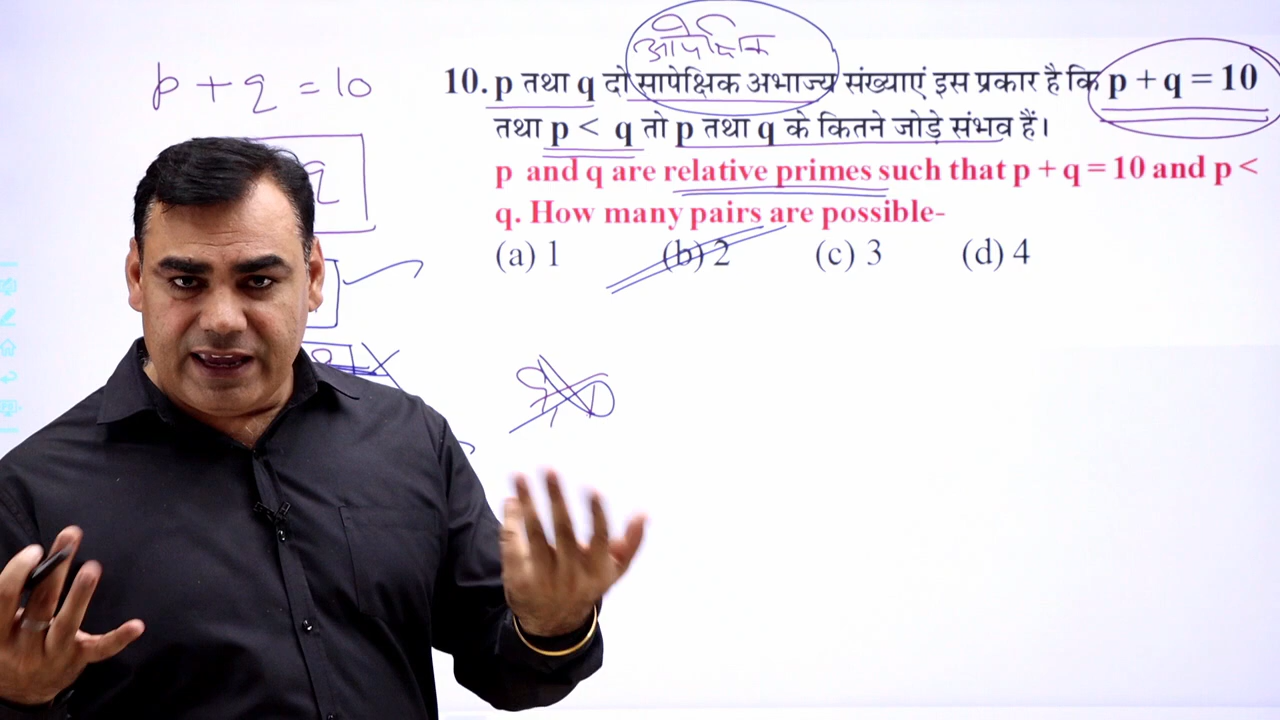 आपेक्षिक
p + q = 10
10. p तथा q दो सापेक्षिक अभाज्य संख्याएं इस प्रकार है कि p + q = 10
तथा p < q तो p तथा q के कितने जोड़े संभव हैं।
p and q are relative primes such that p + q = 10 and p <
q. How many pairs are possible-
(a) 1 (b) 2 (c) 3 (d) 4